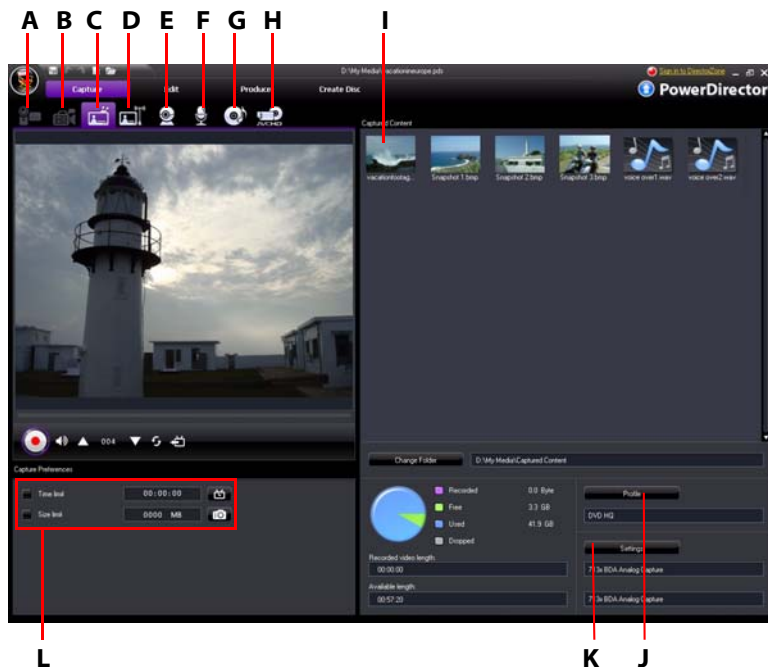 A B C D E F G H I
D:\My Media\vacationineurope.pds
Sign in to DirectorZone
Capture Edit Produce Create Disc
PowerDirector
AVCHD
Captured Content
vacationfootag... Snapshot 1.bmp Snapshot 2.bmp Snapshot 3.bmp voice over1.wav voice over2.wav
004
Change Folder D:\My Media\Captured Content
Capture Preferences
Time limit 00:00:00
Size limit 0000 MB
Recorded 0.0 Byte
Free 3.3 GB
Used 41.9 GB
Dropped
Profile
DVD HQ
Recorded video length:
00:00:00
Available length:
00:57:20
Settings
713x BDA Analog Capture
713x BDA Analog Capture
L K J